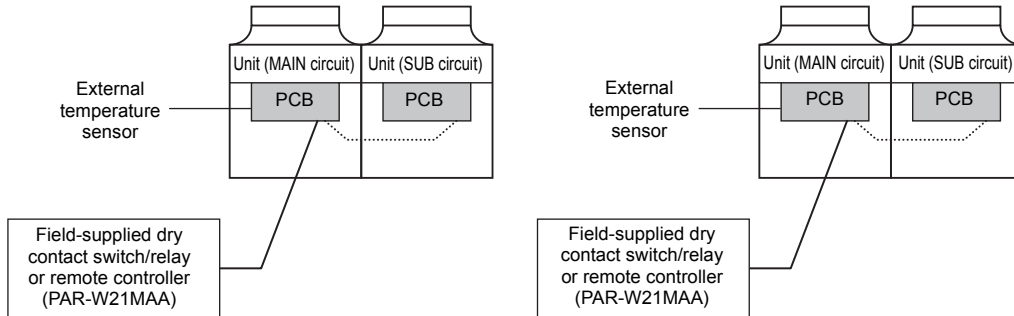 Unit (MAIN circuit)
Unit (SUB circuit)
External
temperature
sensor
PCB
PCB
Field-supplied dry
contact switch/relay
or remote controller
(PAR-W21MAA)
Unit (MAIN circuit)
Unit (SUB circuit)
External
temperature
sensor
PCB
PCB
Field-supplied dry
contact switch/relay
or remote controller
(PAR-W21MAA)